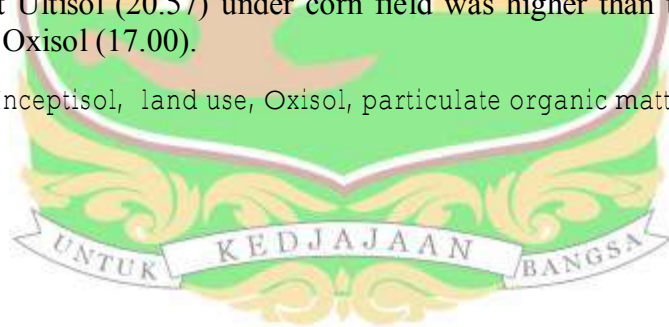 t Ultisol (20.57) under corn field was higher than t
Oxisol (17.00).
nceptisol, land use, Oxisol, particulate organic matt
UNTUK KEDJAJAAN BANGSA